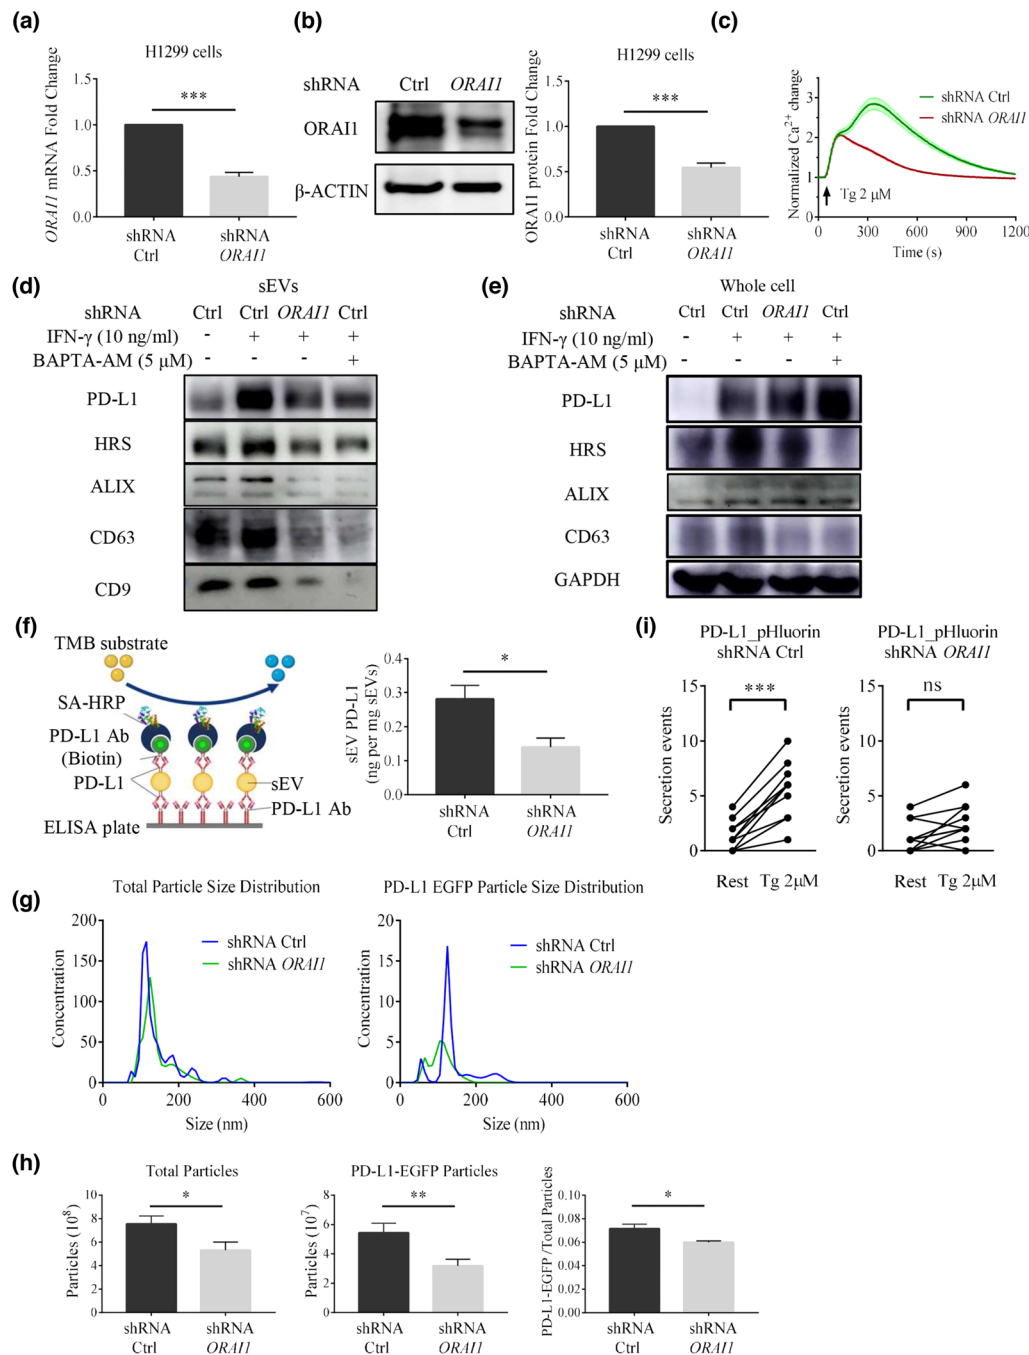 (a)
H1299 cells
ORAI1 mRNA Fold Change
1.5
1.0
0.5
0.0
***
shRNA Ctrl
shRNA ORAI1
(b)
shRNA Ctrl ORAI1
ORAI1
β-ACTIN
H1299 cells
ORAI1 protein Fold Change
1.5
1.0
0.5
0.0
***
shRNA Ctrl
shRNA ORAI1
(c)
Normalized Ca2+ change
4
3
2
1
0
shRNA Ctrl
shRNA ORAI1
Tg 2 μM
0 300 600 900 1200
Time (s)
(d)
sEVs
shRNA Ctrl Ctrl ORAI1 Ctrl
IFN-γ (10 ng/ml) - + + +
BAPTA-AM (5 μM) - - - +
PD-L1
HRS
ALIX
CD63
CD9
(e)
Whole cell
shRNA Ctrl Ctrl ORAI1 Ctrl
IFN-γ (10 ng/ml) - + + +
BAPTA-AM (5 μM) - - - +
PD-L1
HRS
ALIX
CD63
GAPDH
(f)
TMB substrate
SA-HRP
PD-L1 Ab
(Biotin)
PD-L1
sEV
PD-L1 Ab
ELISA plate
sEV PD-L1
(ng per mg sEVs)
0.4
0.3
0.2
0.1
0.0
*
shRNA Ctrl
shRNA ORAI1
(i)
PD-L1_pHluorin
shRNA Ctrl
Secretion events
15
10
5
0
***
Rest Tg 2μM
PD-L1_pHluorin
shRNA ORAI1
Secretion events
15
10
5
0
ns
Rest Tg 2μM
(g)
Total Particle Size Distribution
Concentration
200
150
100
50
0
shRNA Ctrl
shRNA ORAI1
0 200 400 600
Size (nm)
PD-L1 EGFP Particle Size Distribution
Concentration
20
15
10
5
0
shRNA Ctrl
shRNA ORAI1
0 200 400 600
Size (nm)
(h)
Total Particles
Particles (10^8)
10
8
6
4
2
0
*
shRNA Ctrl
shRNA ORAI1
PD-L1-EGFP Particles
Particles (10^7)
8
6
4
2
0
**
shRNA Ctrl
shRNA ORAI1
PD-L1-EGFP /Total Particles
0.10
0.08
0.06
0.04
0.02
0.00
*
shRNA Ctrl
shRNA ORAI1